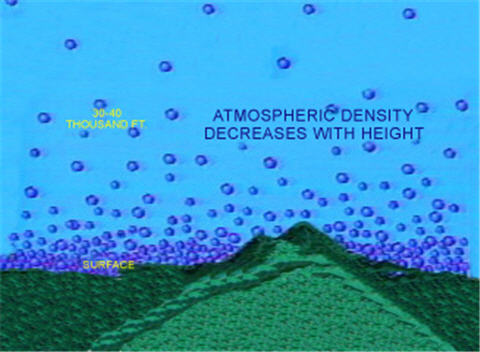 30-40
THOUSAND FT.
ATMOSPHERIC DENSITY
DECREASES WITH HEIGHT
SURFACE